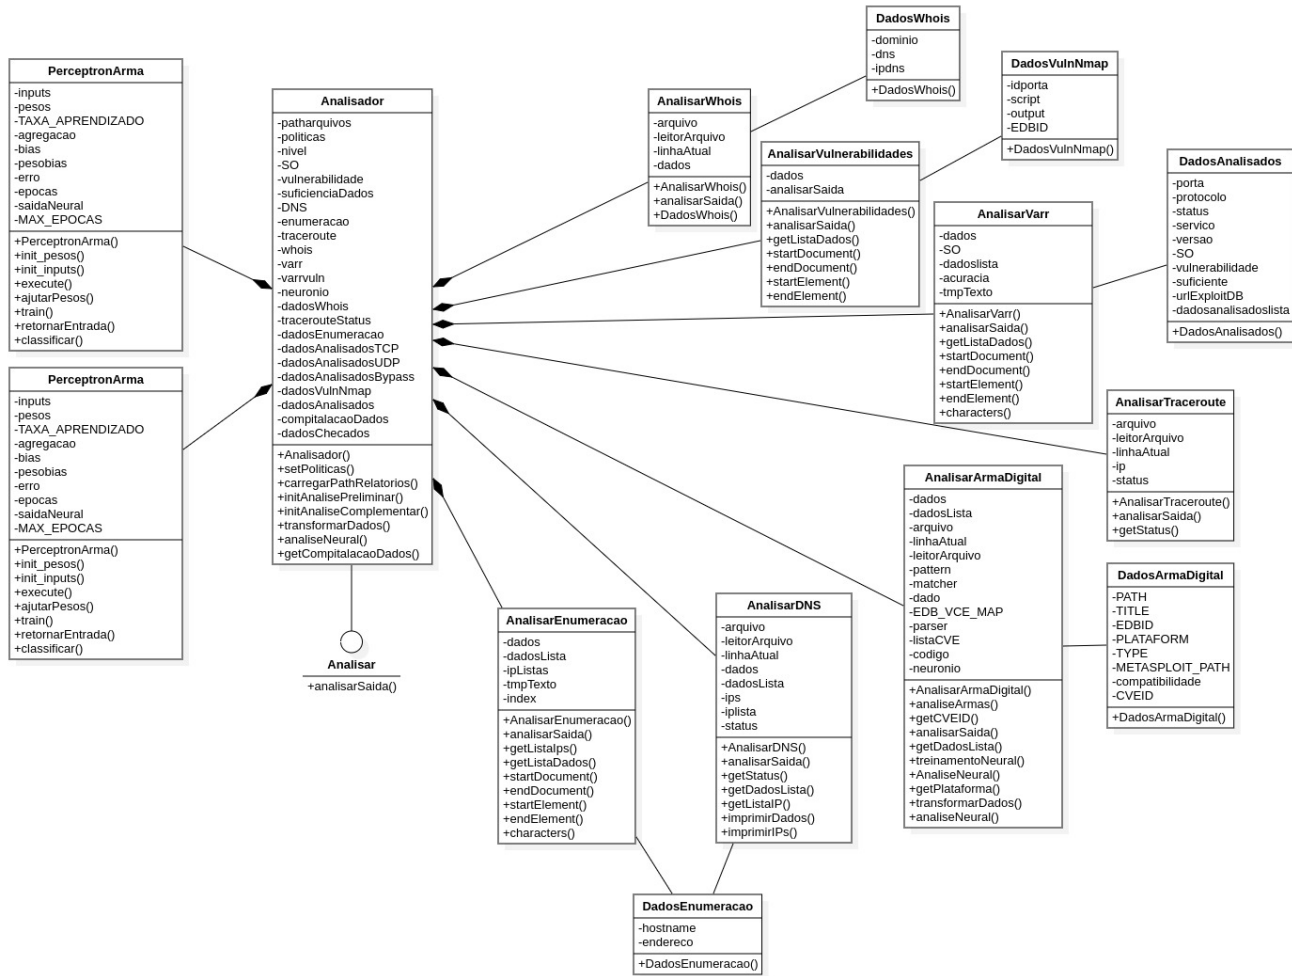 PerceptronArma
-inputs
-pesos
-TAXA_APRENDIZADO
-agregacao
-bias
-pesobias
-erro
-epocas
-saidaNeural
-MAX_EPOCAS
+PerceptronArma()
+init_pesos()
+init_inputs()
+execute()
+ajutarPesos()
+train()
+retornarEntrada()
+classificar()
PerceptronArma
-inputs
-pesos
-TAXA_APRENDIZADO
-agregacao
-bias
-pesobias
-erro
-epocas
-saidaNeural
-MAX_EPOCAS
+PerceptronArma()
+init_pesos()
+init_inputs()
+execute()
+ajutarPesos()
+train()
+retornarEntrada()
+classificar()
Analisador
-patharquivos
-politicas
-nivel
-SO
-vulnerabilidade
-suficienciaDados
-DNS
-enumeracao
-traceroute
-whois
-varr
-varrvuln
-neuronio
-dadosWhois
-tracerouteStatus
-dadosEnumeracao
-dadosAnalisadosTCP
-dadosAnalisadosUDP
-dadosAnalisadosBypass
-dadosVulnNmap
-dadosAnalisados
-compitalacaoDados
-dadosChecados
+Analisador()
+setPoliticas()
+carregarPathRelatorios()
+initAnalisePreliminar()
+initAnaliseComplementar()
+transformarDados()
+analiseNeural()
+getCompitalacaoDados()
Analisar
+analisarSaida()
AnalisarWhois
-arquivo
-leitorArquivo
-linhaAtual
-dados
+AnalisarWhois()
+analisarSaida()
+DadosWhois()
DadosWhois
-dominio
-dns
-ipdns
+DadosWhois()
AnalisarVulnerabilidades
-dados
-analisarSaida
+AnalisarVulnerabilidades()
+analisarSaida()
+getListaDados()
+startDocument()
+endDocument()
+startElement()
+endElement()
DadosVulnNmap
-idporta
-script
-output
-EDBID
+DadosVulnNmap()
AnalisarVarr
-dados
-SO
-dadoslista
-acuracia
-tmpTexto
+AnalisarVarr()
+analisarSaida()
+getListaDados()
+startDocument()
+endDocument()
+startElement()
+endElement()
+characters()
DadosAnalisados
-porta
-protocolo
-status
-servico
-versao
-SO
-vulnerabilidade
-suficiente
-urlExploitDB
-dadosanalisadoslista
+DadosAnalisados()
AnalisarTraceroute
-arquivo
-leitorArquivo
-linhaAtual
-ip
-status
+AnalisarTraceroute()
+analisarSaida()
+getStatus()
AnalisarArmaDigital
-dados
-dadosLista
-arquivo
-linhaAtual
-leitorArquivo
-pattern
-matcher
-dado
-EDB_VCE_MAP
-parser
-listaCVE
-codigo
-neuronio
+AnalisarArmaDigital()
+analiseArmas()
+getCVEID()
+analisarSaida()
+getDadosLista()
+treinamentoNeural()
+AnaliseNeural()
+getPlataforma()
+transformarDados()
+analiseNeural()
DadosArmaDigital
-PATH
-TITLE
-EDBID
-PLATAFORM
-TYPE
-METASPLOIT_PATH
-compatibilidade
-CVEID
+DadosArmaDigital()
AnalisarEnumeracao
-dados
-dadosLista
-ipListas
-tmpTexto
-index
+AnalisarEnumeracao()
+analisarSaida()
+getListaIps()
+getListaDados()
+startDocument()
+endDocument()
+startElement()
+endElement()
+characters()
AnalisarDNS
-arquivo
-leitorArquivo
-linhaAtual
-dados
-dadosLista
-ips
-iplista
-status
+AnalisarDNS()
+analisarSaida()
+getStatus()
+getDadosLista()
+getListaIP()
+imprimirDados()
+imprimirIPs()
DadosEnumeracao
-hostname
-endereco
+DadosEnumeracao()